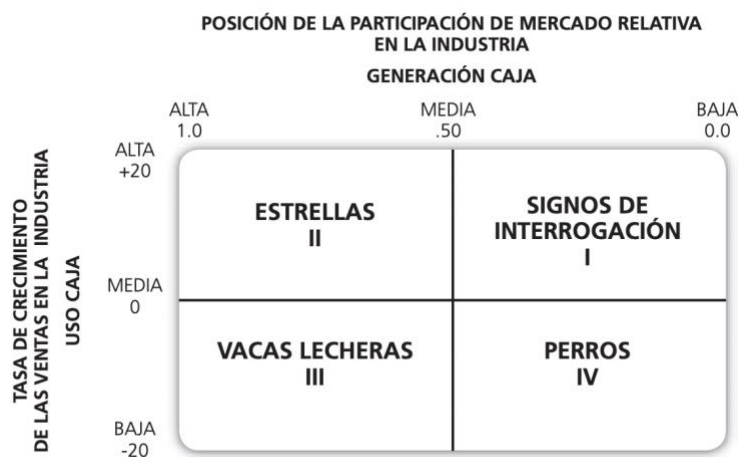 POSICIÓN DE LA PARTICIPACIÓN DE MERCADO RELATIVA
EN LA INDUSTRIA
GENERACIÓN CAJA
ALTA
1.0
MEDIA
.50
BAJA
0.0
TASA DE CRECIMIENTO
DE LAS VENTAS EN LA INDUSTRIA
USO CAJA
ALTA
+20
MEDIA
0
BAJA
-20
ESTRELLAS
II
SIGNOS DE
INTERROGACIÓN
I
VACAS LECHERAS
III
PERROS
IV